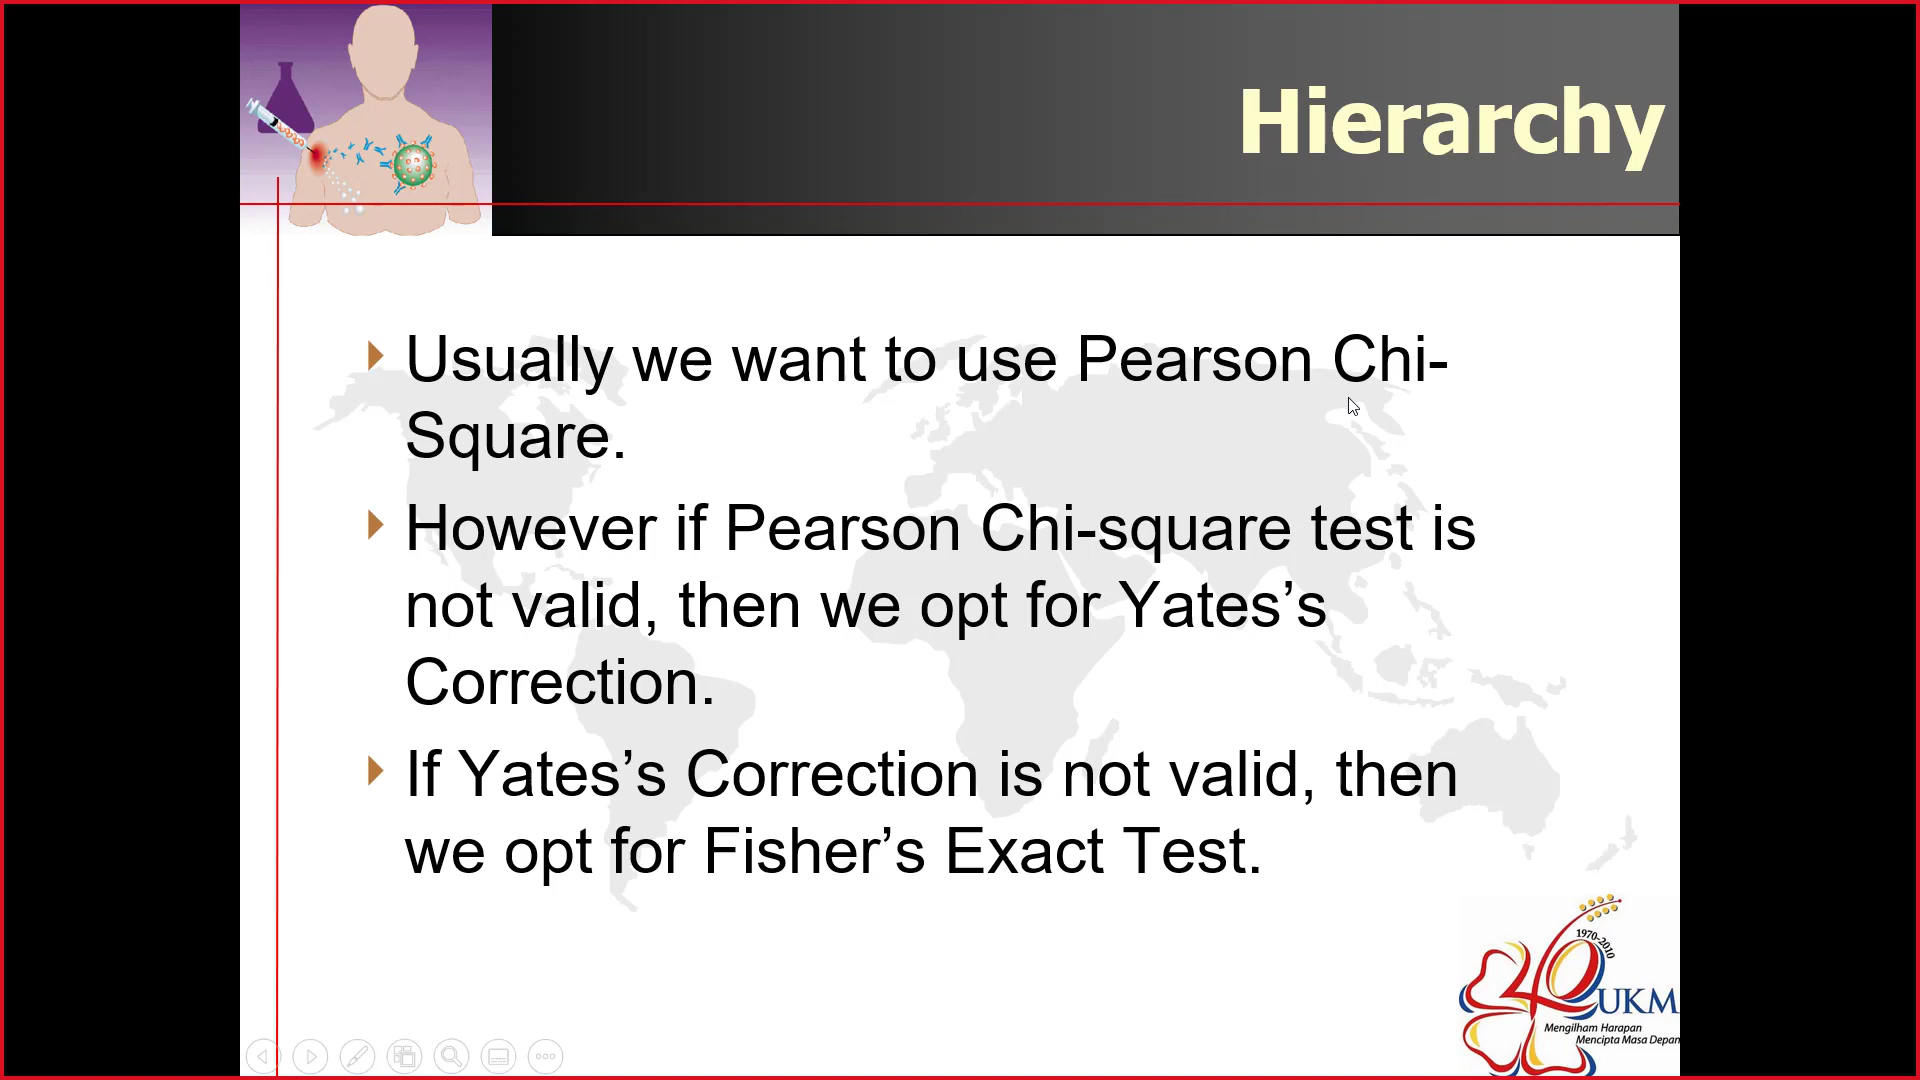 Hierarchy
Usually we want to use Pearson Chi-
Square.
However if Pearson Chi-square test is
not valid, then we opt for Yates’s
Correction.
If Yates’s Correction is not valid, then
we opt for Fisher’s Exact Test.
1970-2010
40 UKM
Mengilham Harapan
Mencipta Masa Depan